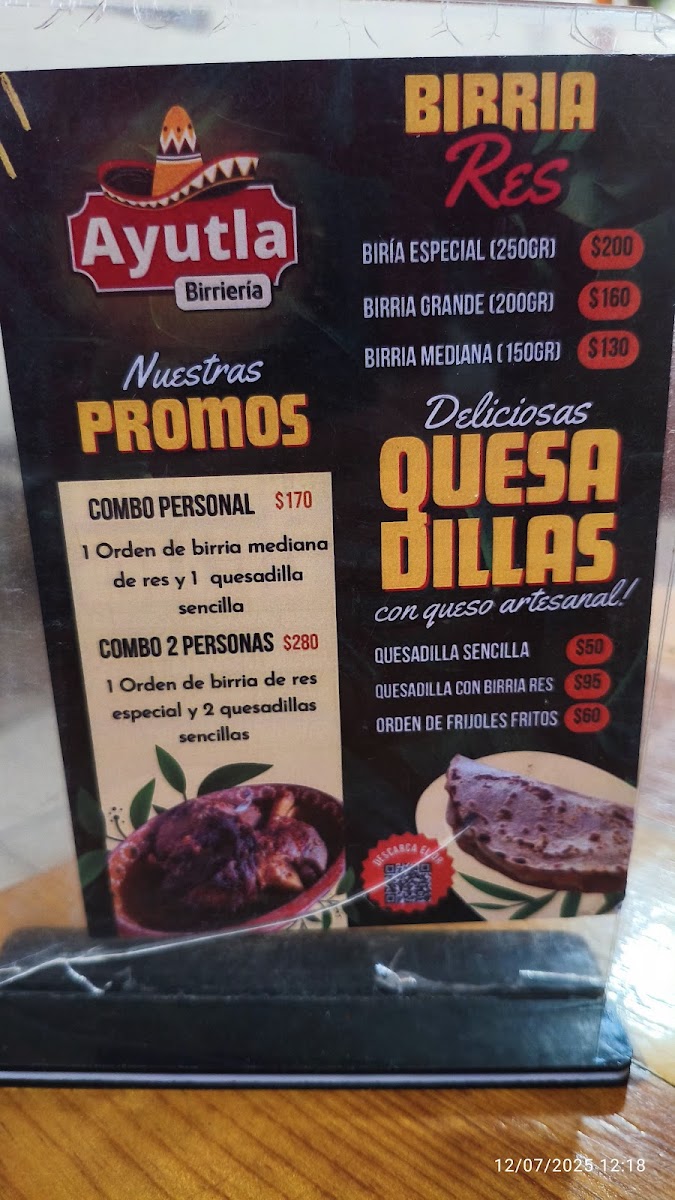 Ayutla
Birriería
Nuestras
PROMOS
COMBO PERSONAL $170
1 Orden de birria mediana
de res y 1 quesadilla
sencilla
COMBO 2 PERSONAS $280
1 Orden de birria de res
especial y 2 quesadillas
sencillas
BIRRIA
RES
BIRÍA ESPECIAL (250GR) $200
BIRRIA GRANDE (200GR) $160
BIRRIA MEDIANA (150GR) $130
Deliciosas
QUESA
DILLAS
con queso artesanal!
QUESADILLA SENCILLA $50
QUESADILLA CON BIRRIA RES $95
ORDEN DE FRIJOLES FRITOS $60
DESCARGA EL QR
12/07/2025 12:18